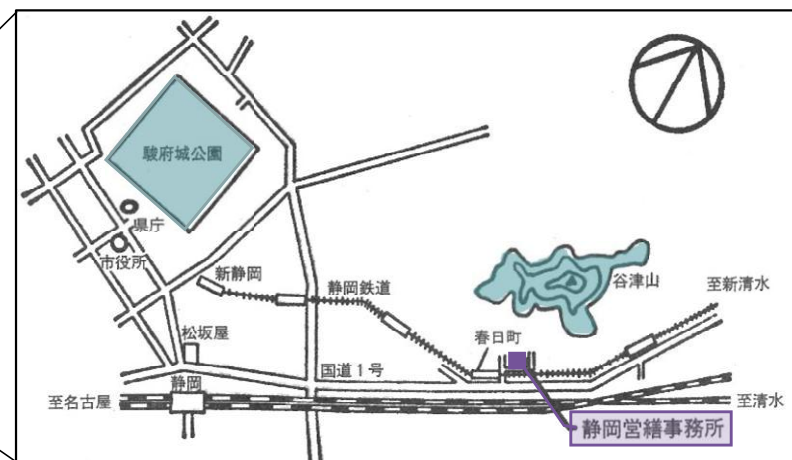 駿府城公園
県庁
市役所
新静岡
静岡鉄道
谷津山
至新清水
松坂屋
春日町
国道1号
静岡
至名古屋
至清水
静岡営繕事務所